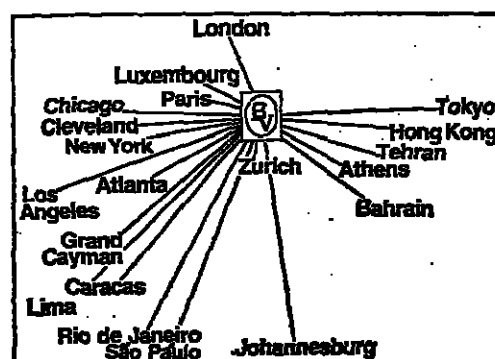 London
Luxembourg
Paris
Chicago
Cleveland
New York
BV
Tokyo
Hong Kong
Tehran
Athens
Zurich
Bahrain
Atlanta
Los
Angeles
Grand
Cayman
Caracas
Lima
Rio de Janeiro
São Paulo
Johannesburg